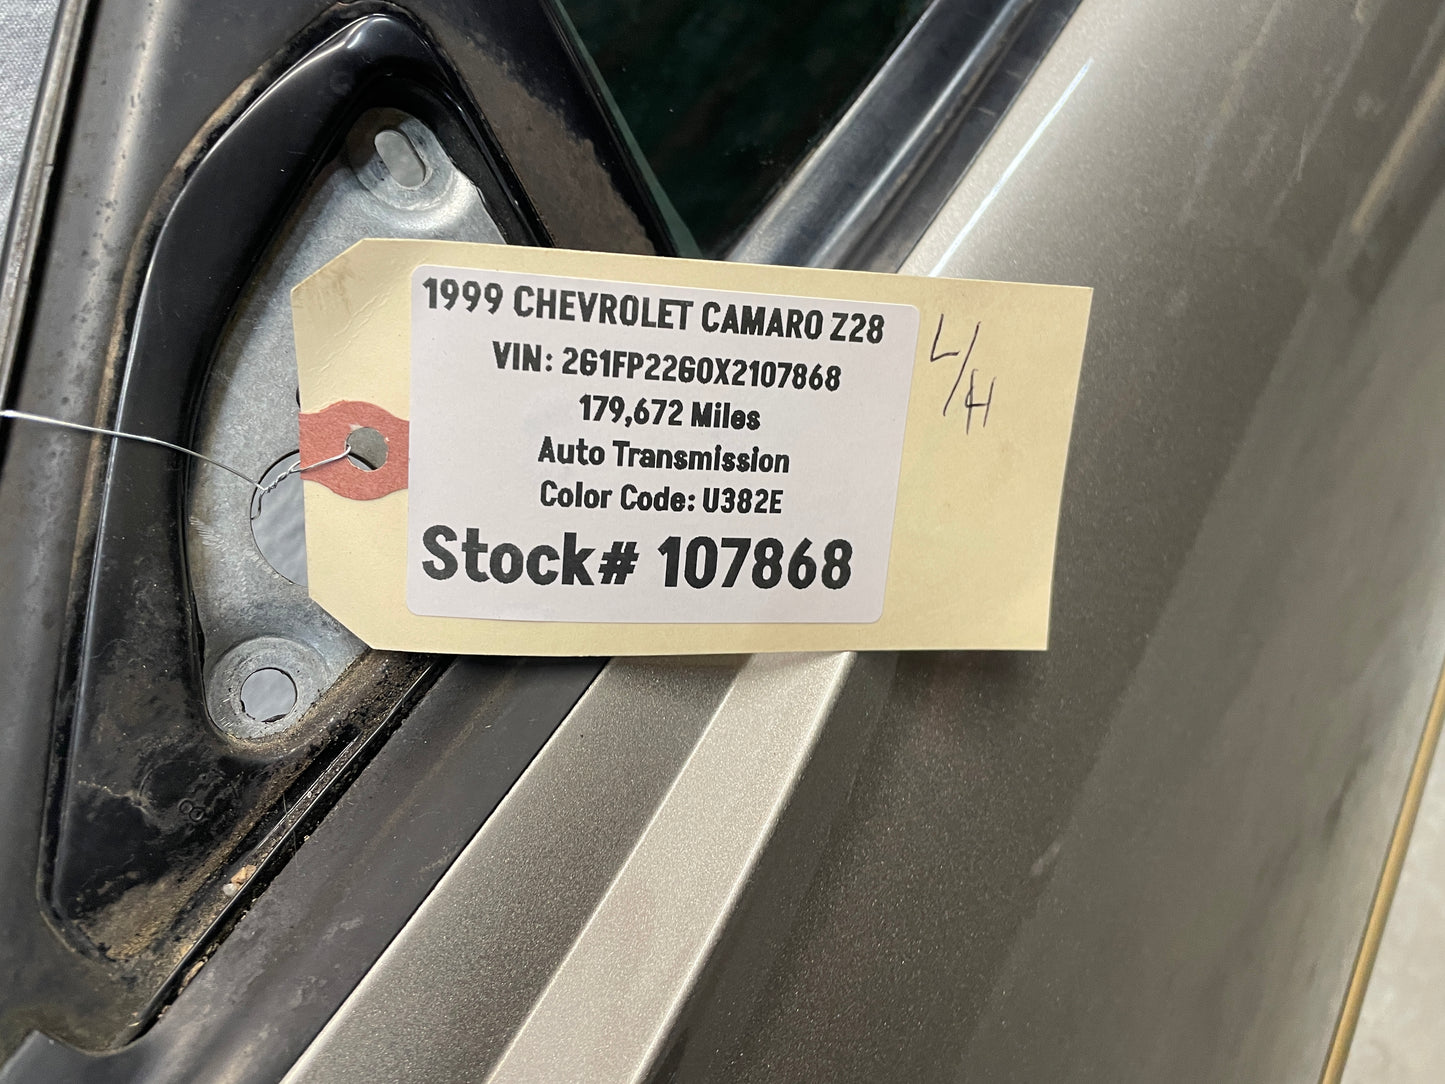 1999 CHEVROLET CAMARO Z28
VIN: 2G1FP22G0X2107868
179,672 Miles
Auto Transmission
Color Code: U382E
Stock# 107868
L/H